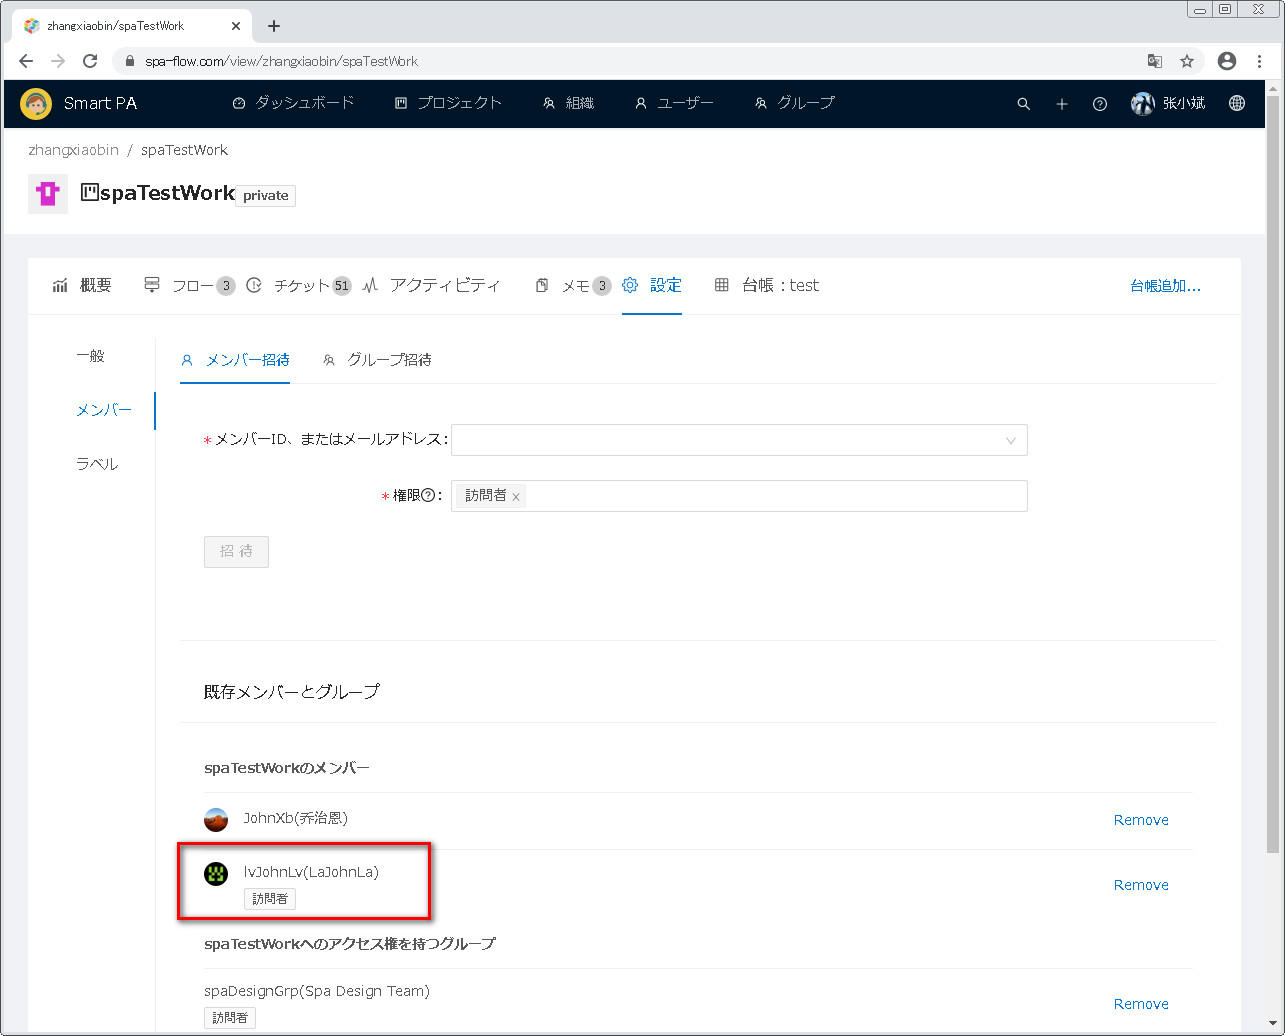 zhangxiaobin/spaTestWork
spa-flow.com/view/zhangxiaobin/spaTestWork
Smart PA ダッシュボード プロジェクト 組織 ユーザー グループ 张小斌
zhangxiaobin / spaTestWork
spaTestWork private
概要 フロー 3 チケット 51 アクティビティ メモ 3 設定 台帳：test 台帳追加...
一般
メンバー
ラベル
メンバー招待 グループ招待
* メンバーID、またはメールアドレス:
* 権限?: 訪問者 ×
招 待
既存メンバーとグループ
spaTestWorkのメンバー
JohnXb(乔治恩) Remove
lvJohnLv(LaJohnLa) Remove
訪問者
spaTestWorkへのアクセス権を持つグループ
spaDesignGrp(Spa Design Team) Remove
訪問者